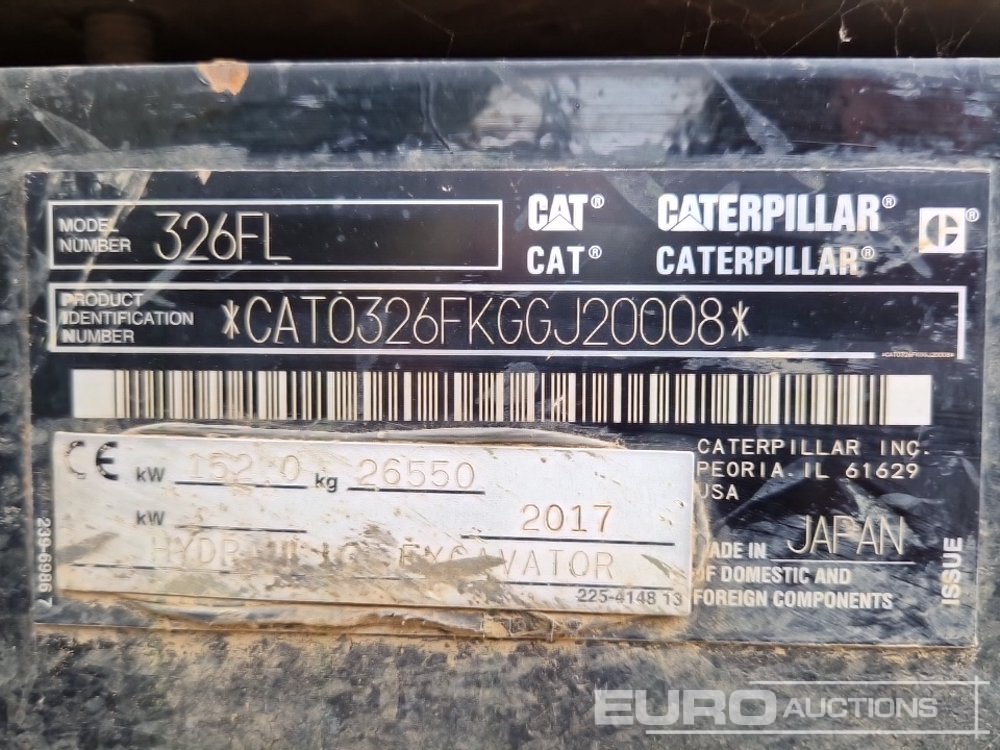 MODEL NUMBER 326FL
CAT® CATERPILLAR®
CAT® CATERPILLAR®
PRODUCT IDENTIFICATION NUMBER *CAT0326FKGGJ20008*
*CAT0326FKGGJ20008*
CE kW 152.0 kg 26550
kW 2017
HYDRAULIC EXCAVATOR
225-4148 13
CATERPILLAR INC.
PEORIA. IL 61629
USA
MADE IN JAPAN
OF DOMESTIC AND
FOREIGN COMPONENTS
239-6986 7
ISSUE
EURO AUCTIONS